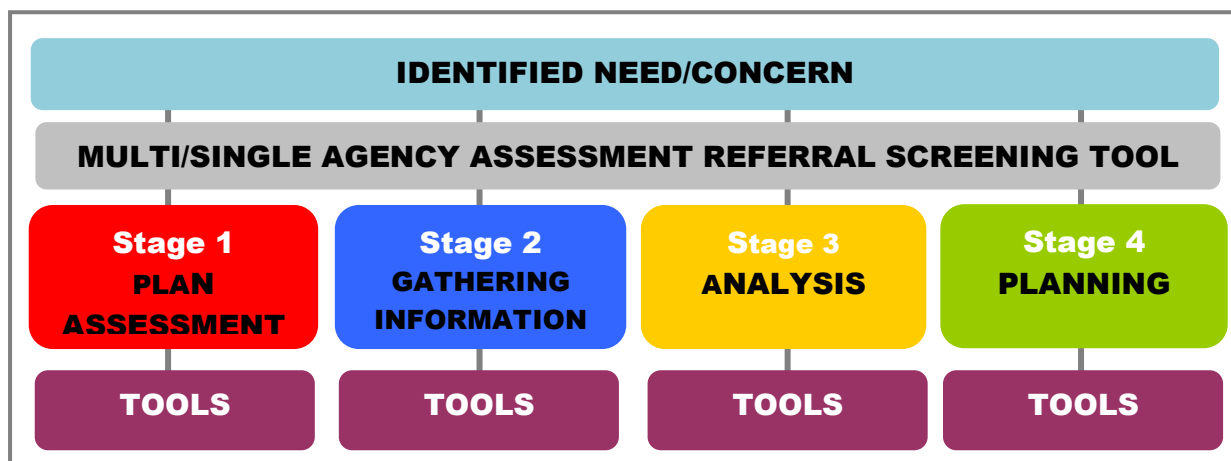 IDENTIFIED NEED/CONCERN
MULTI/SINGLE AGENCY ASSESSMENT REFERRAL SCREENING TOOL
Stage 1
PLAN
ASSESSMENT
Stage 2
GATHERING
INFORMATION
Stage 3
ANALYSIS
Stage 4
PLANNING
TOOLS
TOOLS
TOOLS
TOOLS